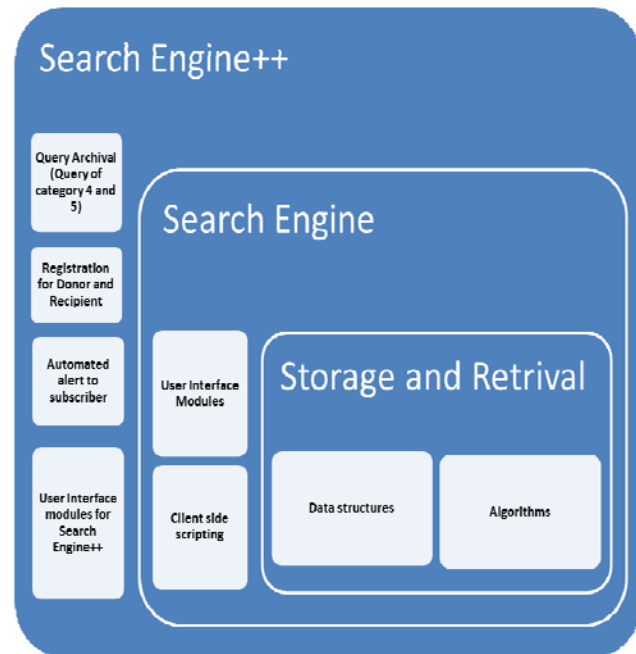 Search Engine++
Query Archival
(Query of
category 4 and
5)
Registration
for Donor and
Recipient
Automated
alert to
subscriber
User Interface
modules for
Search
Engine++
Search Engine
User Interface
Modules
Client side
scripting
Storage and Retrival
Data structures
Algorithms